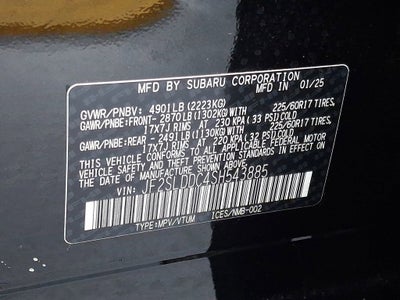 MFD BY SUBARU CORPORATION MFD IN 01/25
GVWR/PNBV: 4901LB(2223KG)
GAWR/PNBE:FRONT- 2870LB(1302KG)WITH 225/60R17 TIRES,
17X7J RIMS AT 230 KPA(33 PSI)COLD
GAWR/PNBE:REAR - 2491LB(1130KG)WITH 225/60R17 TIRES,
17X7J RIMS AT 220 KPA(32 PSI)COLD
THIS VEHICLE CONFORMS TO ALL APPLICABLE FEDERAL MOTOR
VEHICLE SAFETY AND
STANDARDS IN EFFECT ON THE DATE OF
MANUFACTURE SHOWN ABOVE.
VIN: JF2SLDDC4SH543885
TYPE:MPV/VTUM ICES/NMB-002